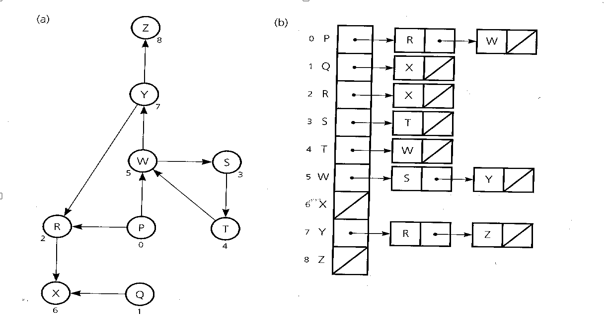 (a)
Z
8
Y
7
W
5
S
3
R
2
P
0
T
4
X
6
Q
1
(b)
0 P R W
1 Q X
2 R X
3 S T
4 T W
5 W S Y
6 X
7 Y R Z
8 Z